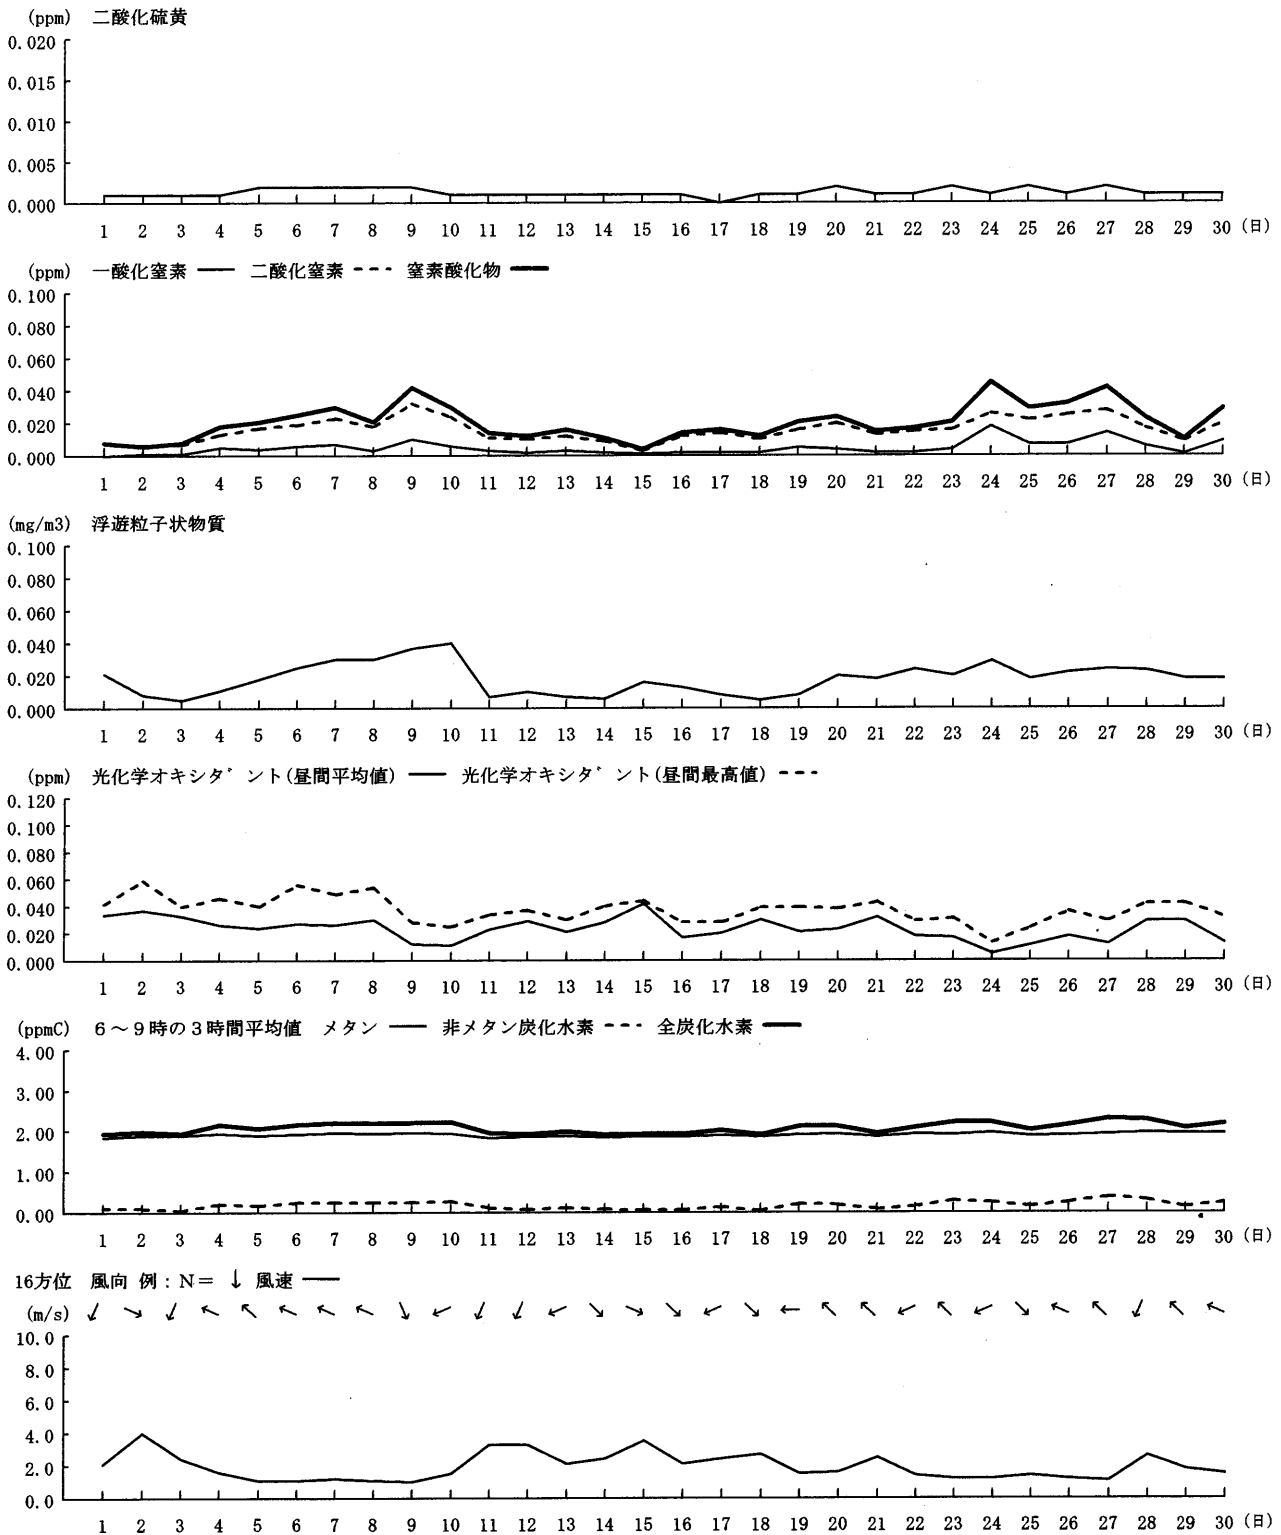 (ppm) 二酸化硫黄
0.020
0.015
0.010
0.005
0.000
1 2 3 4 5 6 7 8 9 10 11 12 13 14 15 16 17 18 19 20 21 22 23 24 25 26 27 28 29 30 (日)
(ppm) 一酸化窒素 二酸化窒素 窒素酸化物
0.100
0.080
0.060
0.040
0.020
0.000
1 2 3 4 5 6 7 8 9 10 11 12 13 14 15 16 17 18 19 20 21 22 23 24 25 26 27 28 29 30 (日)
(mg/m3) 浮遊粒子状物質
0.100
0.080
0.060
0.040
0.020
0.000
1 2 3 4 5 6 7 8 9 10 11 12 13 14 15 16 17 18 19 20 21 22 23 24 25 26 27 28 29 30 (日)
(ppm) 光化学オキシタ゛ント(昼間平均値) 光化学オキシタ゛ント(昼間最高値)
0.120
0.100
0.080
0.060
0.040
0.020
0.000
1 2 3 4 5 6 7 8 9 10 11 12 13 14 15 16 17 18 19 20 21 22 23 24 25 26 27 28 29 30 (日)
(ppmC) 6～9時の3時間平均値 メタン 非メタン炭化水素 全炭化水素
4.00
3.00
2.00
1.00
0.00
1 2 3 4 5 6 7 8 9 10 11 12 13 14 15 16 17 18 19 20 21 22 23 24 25 26 27 28 29 30 (日)
16方位 風向 例：N＝ ↓ 風速
(m/s) ↙ ↘ ↙ ↖ ↖ ↖ ↖ ↖ ↘ ↙ ↙ ↙ ↙ ↘ ↘ ↘ ↙ ↘ ← ↖ ↖ ↙ ↖ ↙ ↘ ↖ ↖ ↙ ↖ ↖
10.0
8.0
6.0
4.0
2.0
0.0
1 2 3 4 5 6 7 8 9 10 11 12 13 14 15 16 17 18 19 20 21 22 23 24 25 26 27 28 29 30 (日)